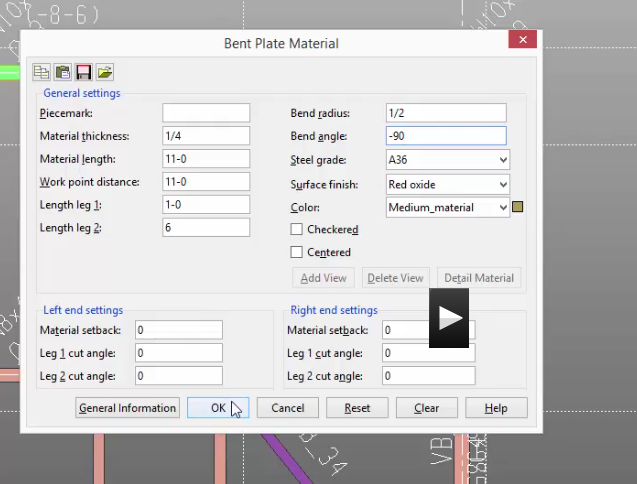 (-8-6)
Bent Plate Material
General settings
Piecemark:
Material thickness: 1/4
Material length: 11-0
Work point distance: 11-0
Length leg 1: 1-0
Length leg 2: 6
Bend radius: 1/2
Bend angle: -90
Steel grade: A36
Surface finish: Red oxide
Color: Medium_material
Checkered
Centered
Add View Delete View Detail Material
Left end settings
Material setback: 0
Leg 1 cut angle: 0
Leg 2 cut angle: 0
Right end settings
Material setback: 0
Leg 1 cut angle: 0
Leg 2 cut angle: 0
General Information OK Cancel Reset Clear Help